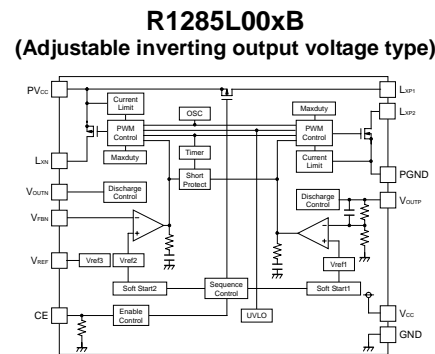 R1285L00xB
(Adjustable inverting output voltage type)
PVCC
LXP1
Current
Limit
OSC
Maxduty
LXP2
PWM
Control
PWM
Control
Timer
LXN
Maxduty
Current
Limit
PGND
Short
Protect
VOUTN
Discharge
Control
Discharge
Control
VOUTP
VFBN
VREF
Vref3
Vref2
Vref1
Soft Start2
Sequence
Control
Soft Start1
CE
Enable
Control
UVLO
VCC
GND